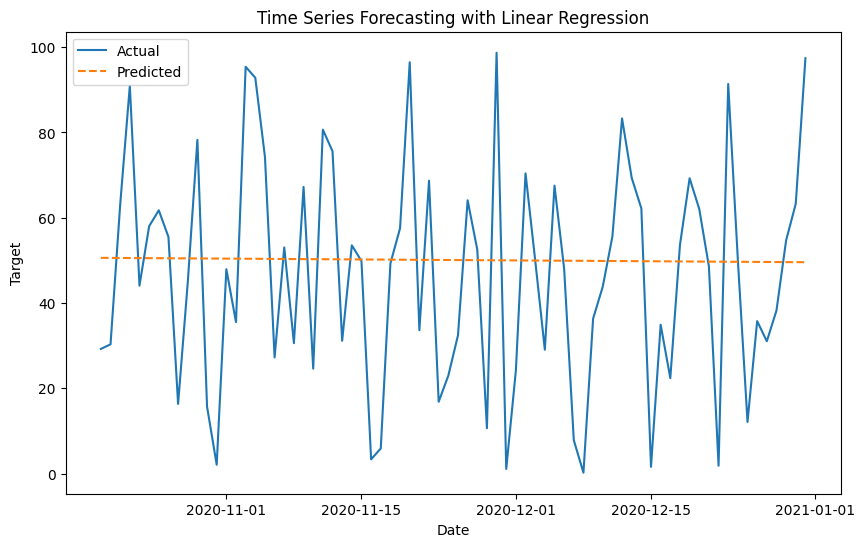 Time Series Forecasting with Linear Regression
Actual
Predicted
100
80
60
40
20
0
Target
2020-11-01
2020-11-15
2020-12-01
2020-12-15
2021-01-01
Date